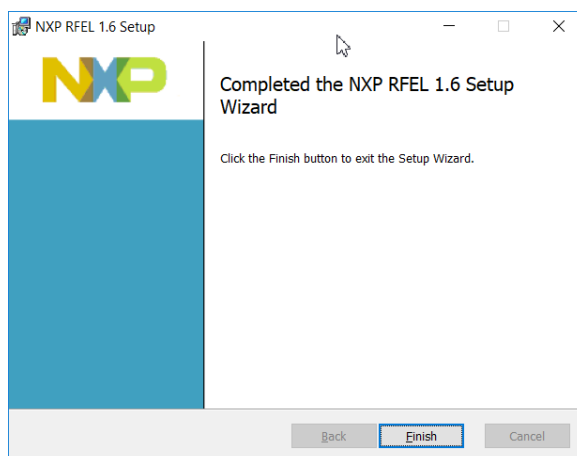 NXP RFEL 1.6 Setup
NXP
Completed the NXP RFEL 1.6 Setup
Wizard
Click the Finish button to exit the Setup Wizard.
Back
Finish
Cancel